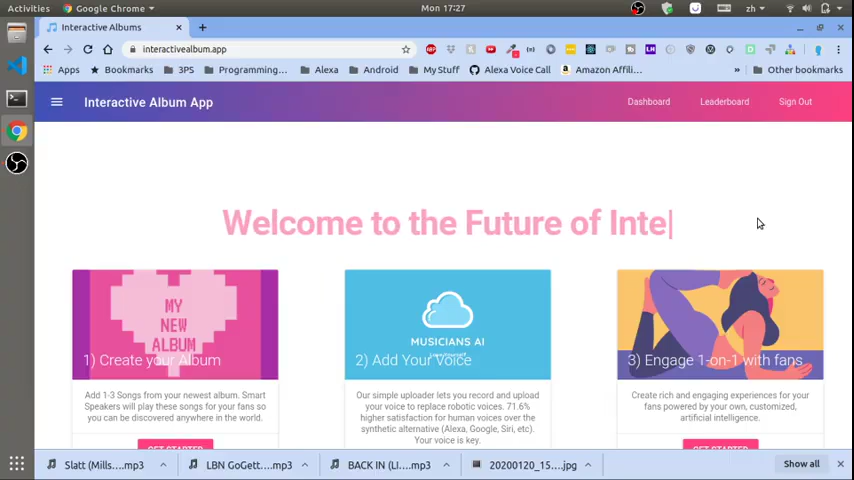 Activities
Google Chrome
Mon 17:27
zh
Interactive Albums
interactivealbum.app
Apps
Bookmarks
3PS
Programming...
Alexa
Android
My Stuff
Alexa Voice Call
Amazon Affili...
»
Other bookmarks
Interactive Album App
Dashboard
Leaderboard
Sign Out
Welcome to the Future of Inte|
MY
NEW
ALBUM
1) Create your Album
Add 1-3 Songs from your newest album. Smart
Speakers will play these songs for your fans so
you can be discovered anywhere in the world.
GET STARTED
MUSICIANS AI
2) Add Your Voice
Our simple uploader lets you record and upload
your voice to replace robotic voices. 71.6%
higher satisfaction for human voices over the
synthetic alternative (Alexa, Google, Siri, etc).
Your voice is key.
3) Engage 1-on-1 with fans
Create rich and engaging experiences for your
fans powered by your own, customized,
artificial intelligence.
GET STARTED
Slatt (Mills....mp3
LBN GoGett....mp3
BACK IN (LI....mp3
20200120_15....jpg
Show all